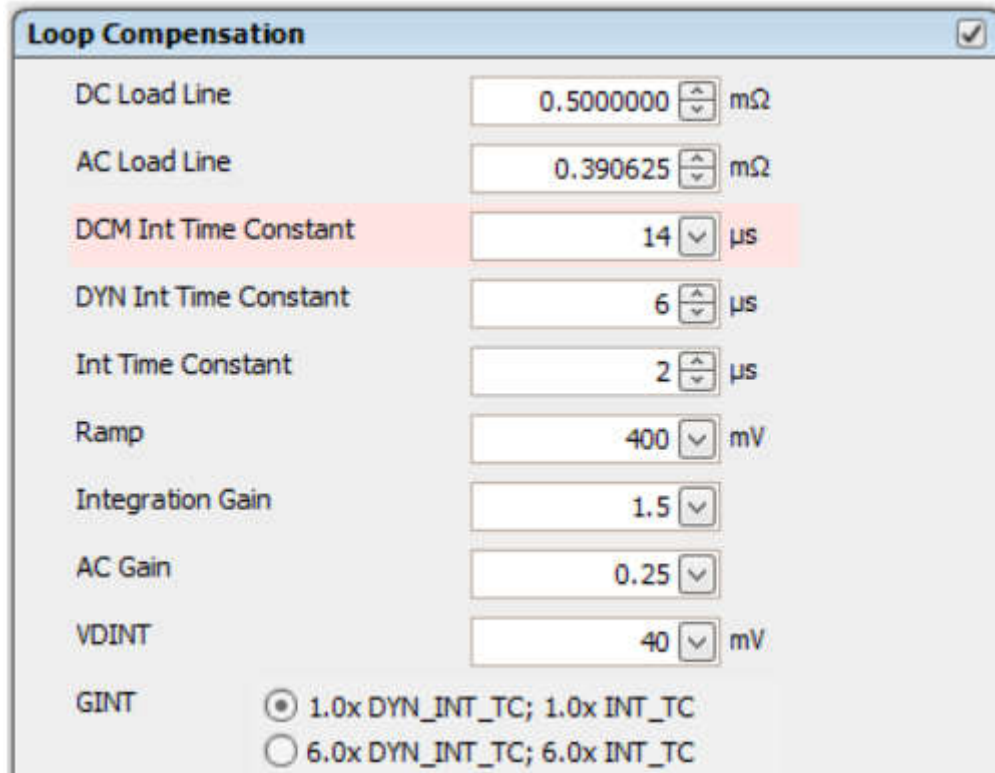 Loop Compensation
DC Load Line 0.5000000 mΩ
AC Load Line 0.390625 mΩ
DCM Int Time Constant 14 µs
DYN Int Time Constant 6 µs
Int Time Constant 2 µs
Ramp 400 mV
Integration Gain 1.5
AC Gain 0.25
VDINT 40 mV
GINT 1.0x DYN_INT_TC; 1.0x INT_TC
6.0x DYN_INT_TC; 6.0x INT_TC